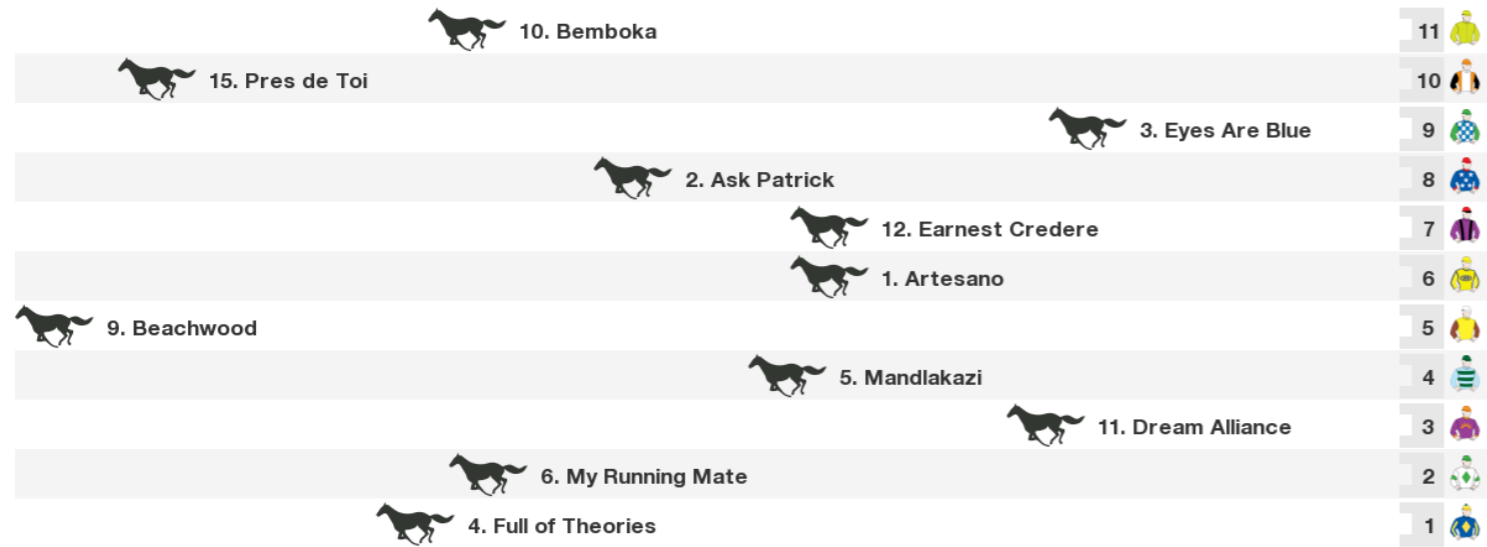 10. Bemboka 11
15. Pres de Toi 10
3. Eyes Are Blue 9
2. Ask Patrick 8
12. Earnest Credere 7
1. Artesano 6
9. Beachwood 5
5. Mandlakazi 4
11. Dream Alliance 3
6. My Running Mate 2
4. Full of Theories 1